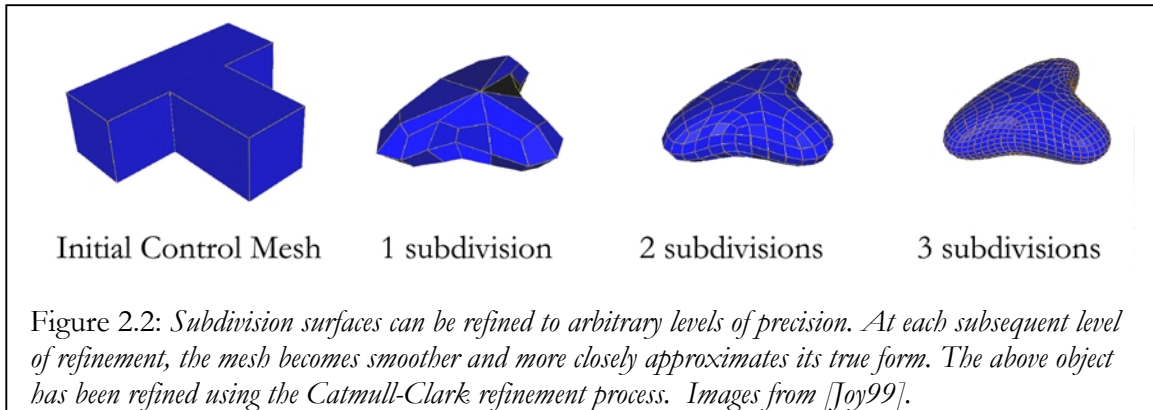 Initial Control Mesh 1 subdivision 2 subdivisions 3 subdivisions
Figure 2.2: Subdivision surfaces can be refined to arbitrary levels of precision. At each subsequent level
of refinement, the mesh becomes smoother and more closely approximates its true form. The above object
has been refined using the Catmull-Clark refinement process. Images from [Joy99].